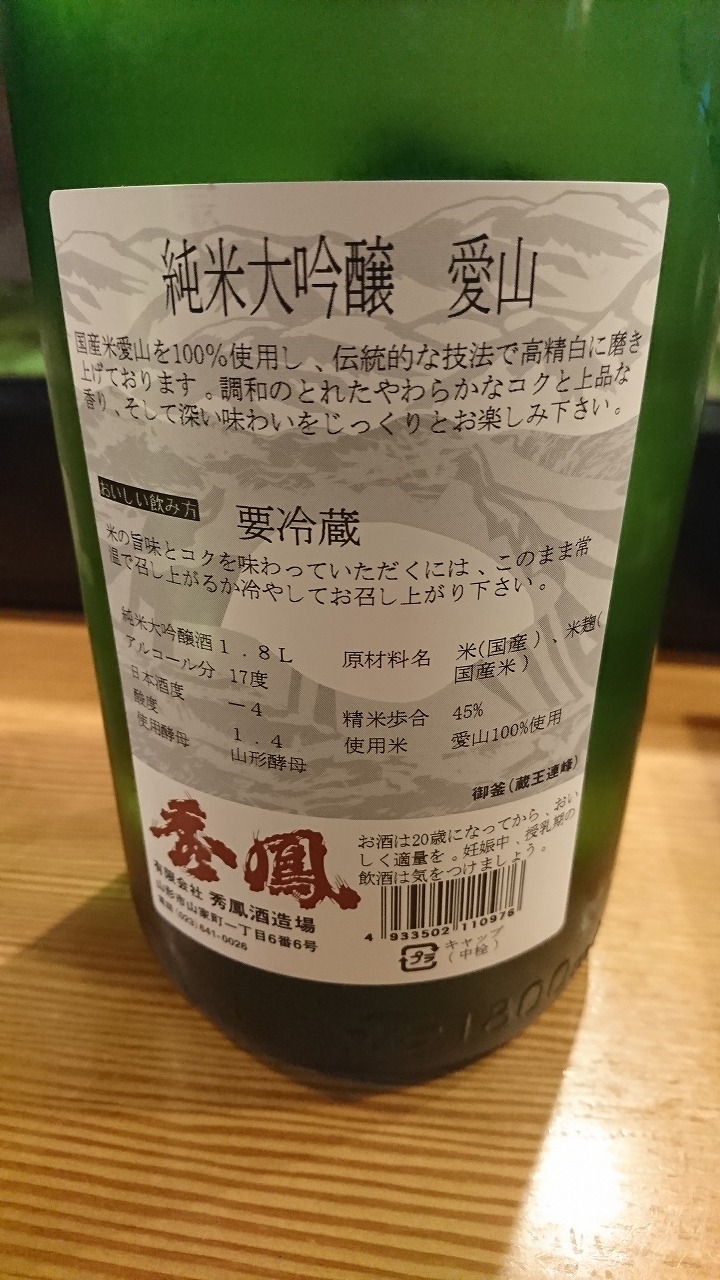 純米大吟醸 愛山
国産米愛山を100%使用し、伝統的な技法で高精白に磨き
上げております。調和のとれたやわらかなコクと上品な
香り、そして深い味わいをじっくりとお楽しみ下さい。
おいしい飲み方
要冷蔵
米の旨味とコクを味わっていただくには、このまま常
温で召し上がるか冷やしてお召し上がり下さい。
純米大吟醸酒 1.8L
アルコール分 17度
日本酒度 -4
酸度 1.4
使用酵母 山形酵母
原材料名 米(国産)、米麹(
国産米)
精米歩合 45%
使用米 愛山100%使用
御釜(蔵王連峰)
秀鳳
有限会社 秀鳳酒造場
山形市山家町一丁目6番6号
電話(023)641-0026
お酒は20歳になってから、おい
しく適量を。妊娠中、授乳期の
飲酒は気をつけましょう。
4 933502 110976
プラ
キャップ
(中栓)
1800